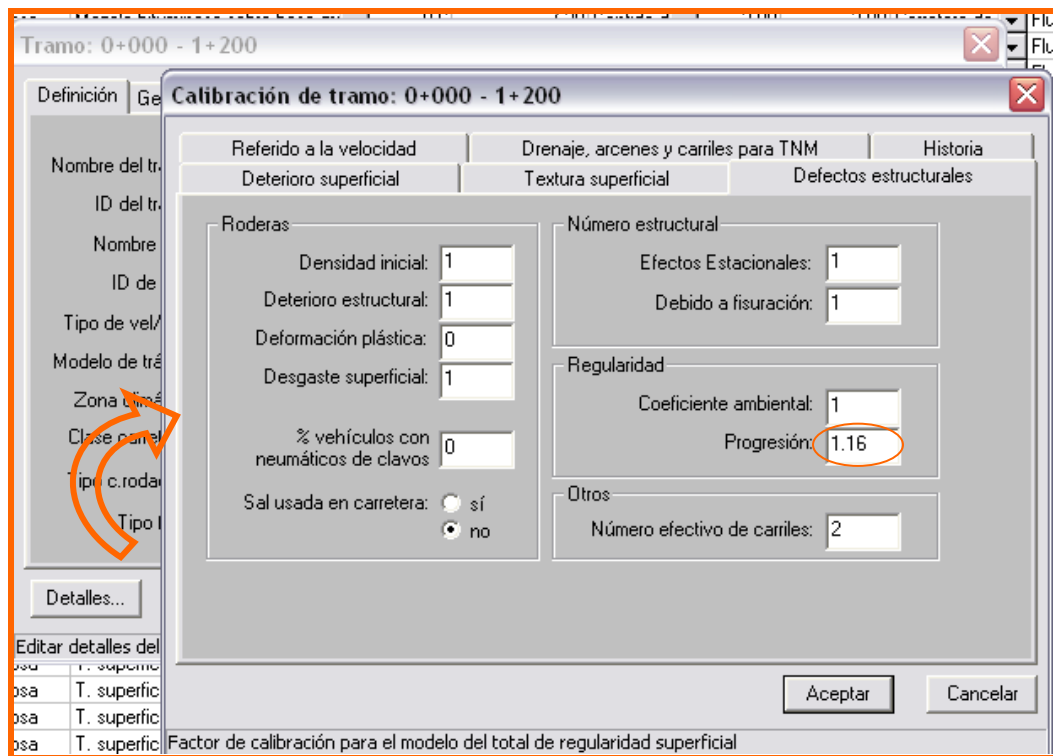 Tramo: 0+000 - 1+200
Definición
Calibración de tramo: 0+000 - 1+200
Referido a la velocidad
Drenaje, arcenes y carriles para TNM
Historia
Deterioro superficial
Textura superficial
Defectos estructurales
Nombre del
ID del
Nombre
ID de
Tipo de vel/
Modelo de
Zona
Clase
Tipo
Roderas
Densidad inicial: 1
Deterioro estructural: 1
Deformación plástica: 0
Desgaste superficial: 1
% vehículos con
neumáticos de clavos 0
Sal usada en carretera: sí
no
Número estructural
Efectos Estacionales: 1
Debido a fisuración: 1
Regularidad
Coeficiente ambiental: 1
Progresión: 1.16
Otros
Número efectivo de carriles: 2
Detalles...
Editar detalles del
T. superfic
T. superfic
T. superfic
Aceptar
Cancelar
Factor de calibración para el modelo del total de regularidad superficial